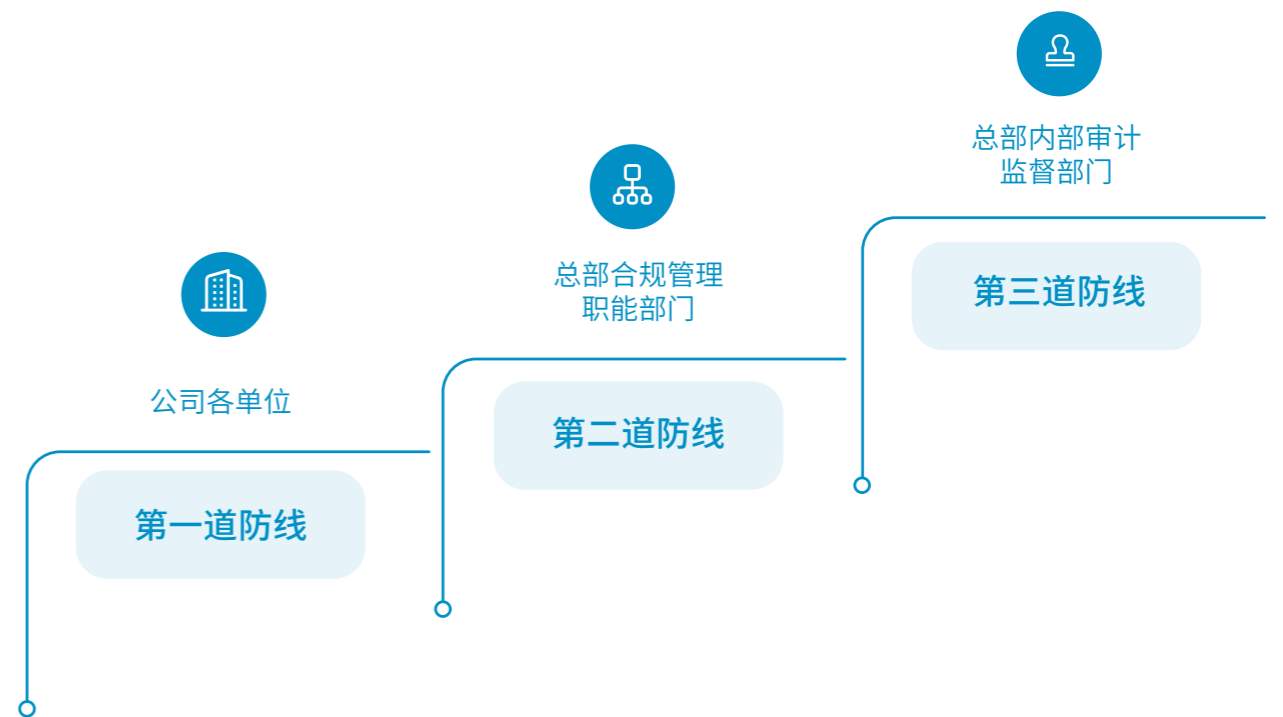 公司各单位
第一道防线
总部合规管理
职能部门
第二道防线
总部内部审计
监督部门
第三道防线